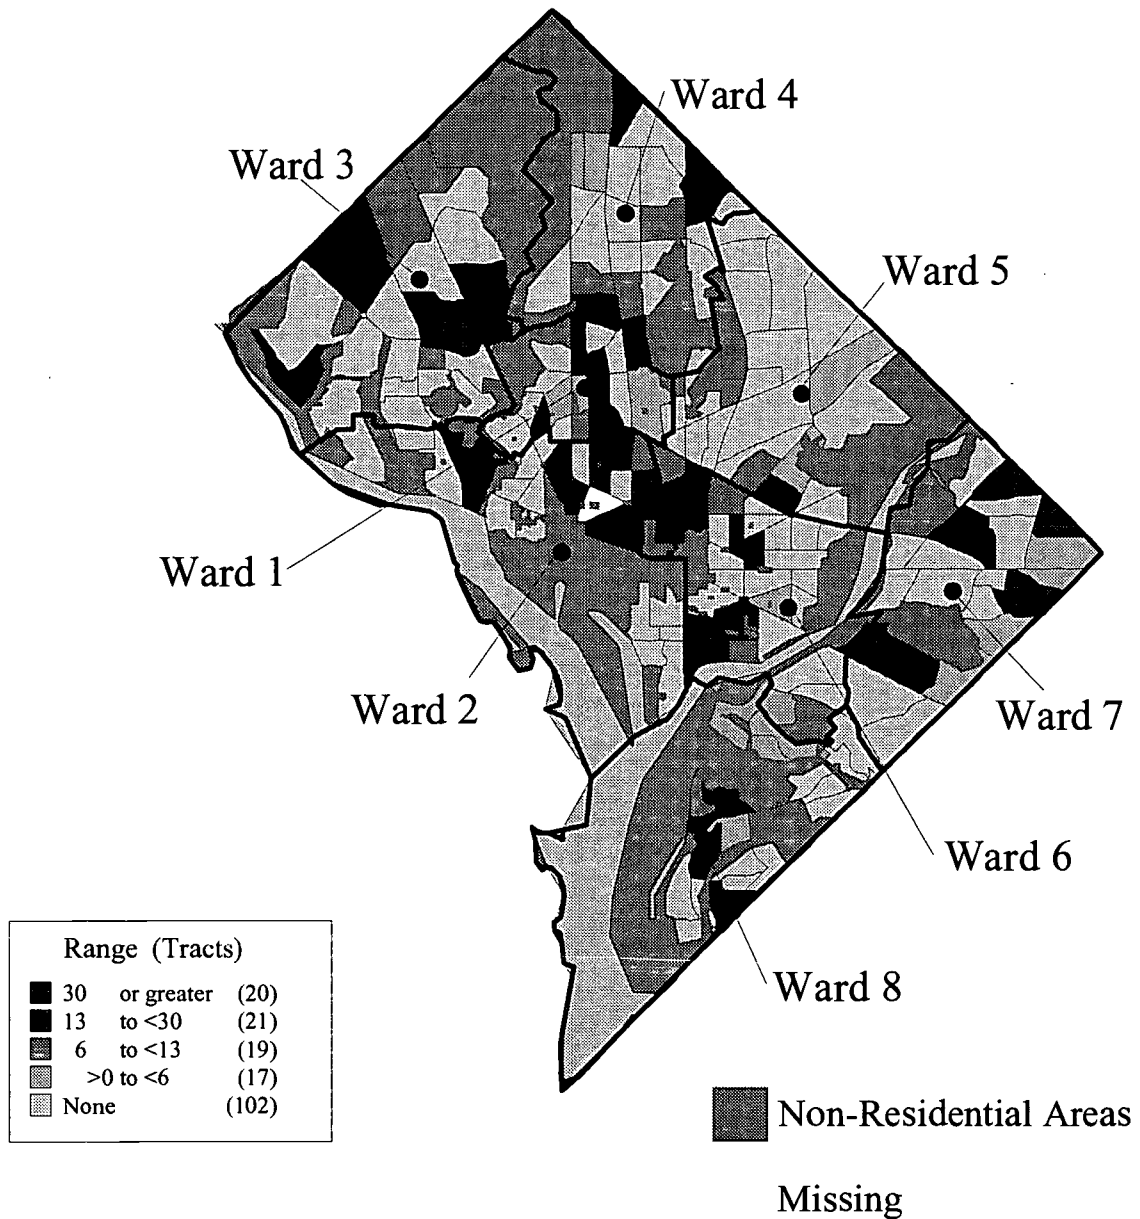 Ward 4
Ward 3
Ward 5
Ward 1
Ward 2
Ward 7
Ward 6
Ward 8
Range (Tracts)
30 or greater (20)
13 to <30 (21)
6 to <13 (19)
>0 to <6 (17)
None (102)
Non-Residential Areas
Missing